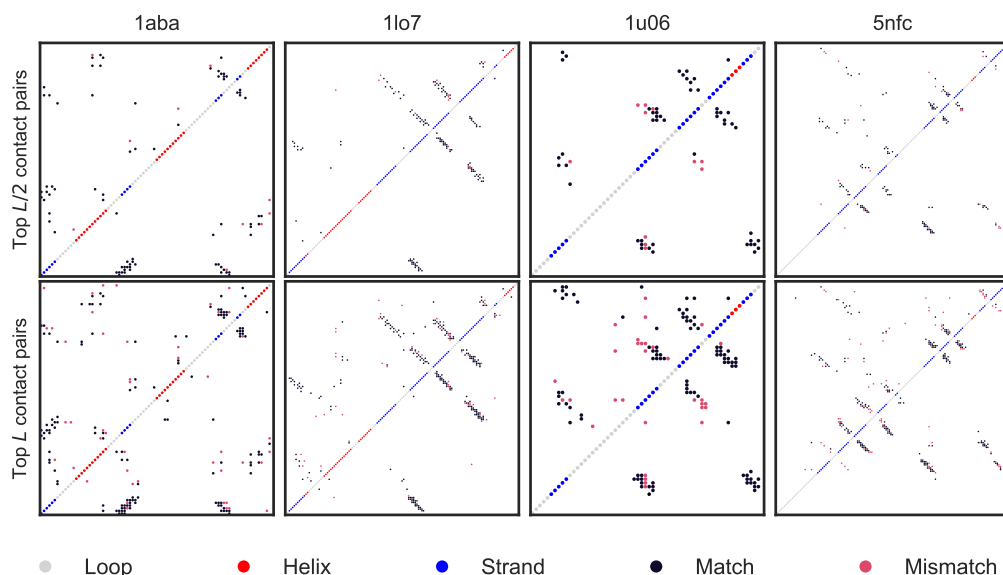 1aba 1lo7 1u06 5nfc
Top L/2 contact pairs
Top L contact pairs
Loop Helix Strand Match Mismatch